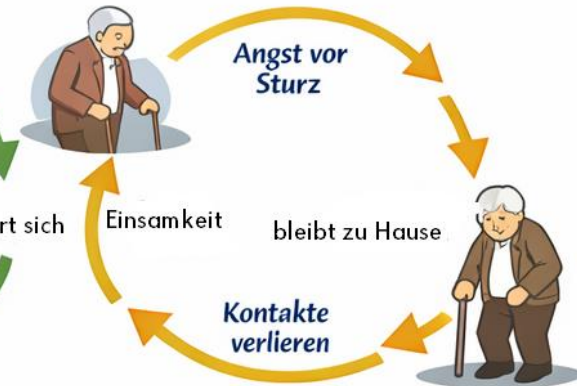 Angst vor
Sturz
rt sich
Einsamkeit
bleibt zu Hause
Kontakte
verlieren